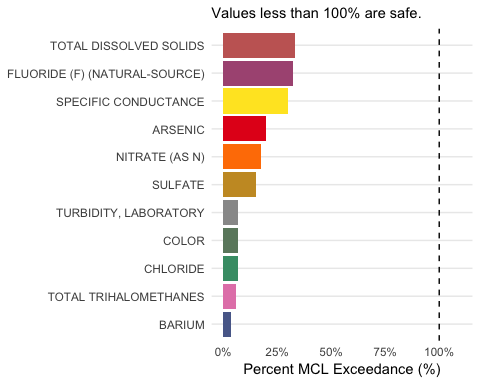 Values less than 100% are safe.
TOTAL DISSOLVED SOLIDS
FLUORIDE (F) (NATURAL-SOURCE)
SPECIFIC CONDUCTANCE
ARSENIC
NITRATE (AS N)
SULFATE
TURBIDITY, LABORATORY
COLOR
CHLORIDE
TOTAL TRIHALOMETHANES
BARIUM
0% 25% 50% 75% 100%
Percent MCL Exceedance (%)